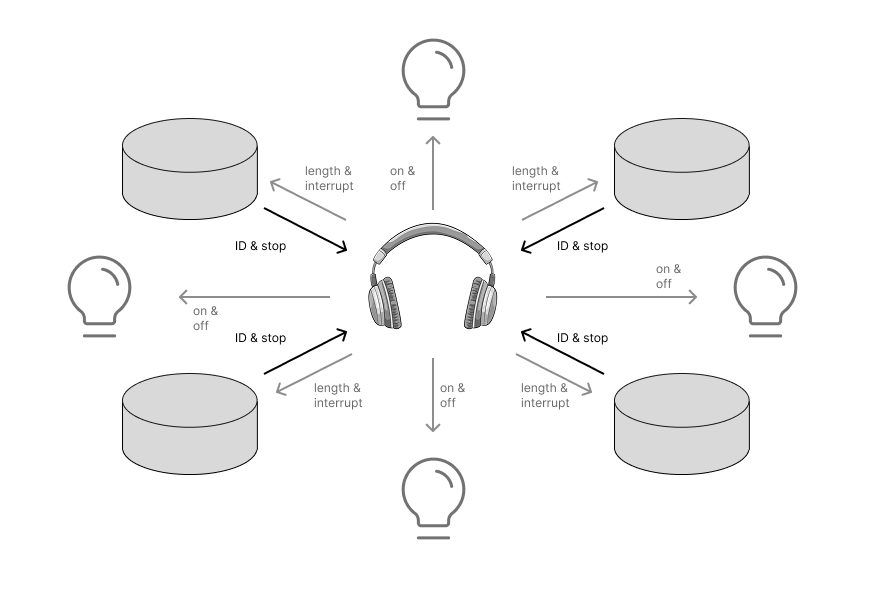 length &
interrupt
on &
off
length &
interrupt
ID & stop
ID & stop
on &
off
on &
off
ID & stop
ID & stop
length &
interrupt
on &
off
length &
interrupt